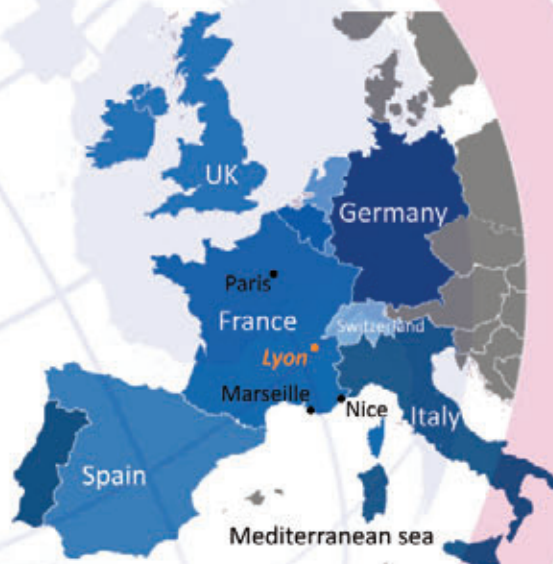 UK
Germany
Paris
France
Switzerland
Lyon
Marseille
Nice
Italy
Spain
Mediterranean sea